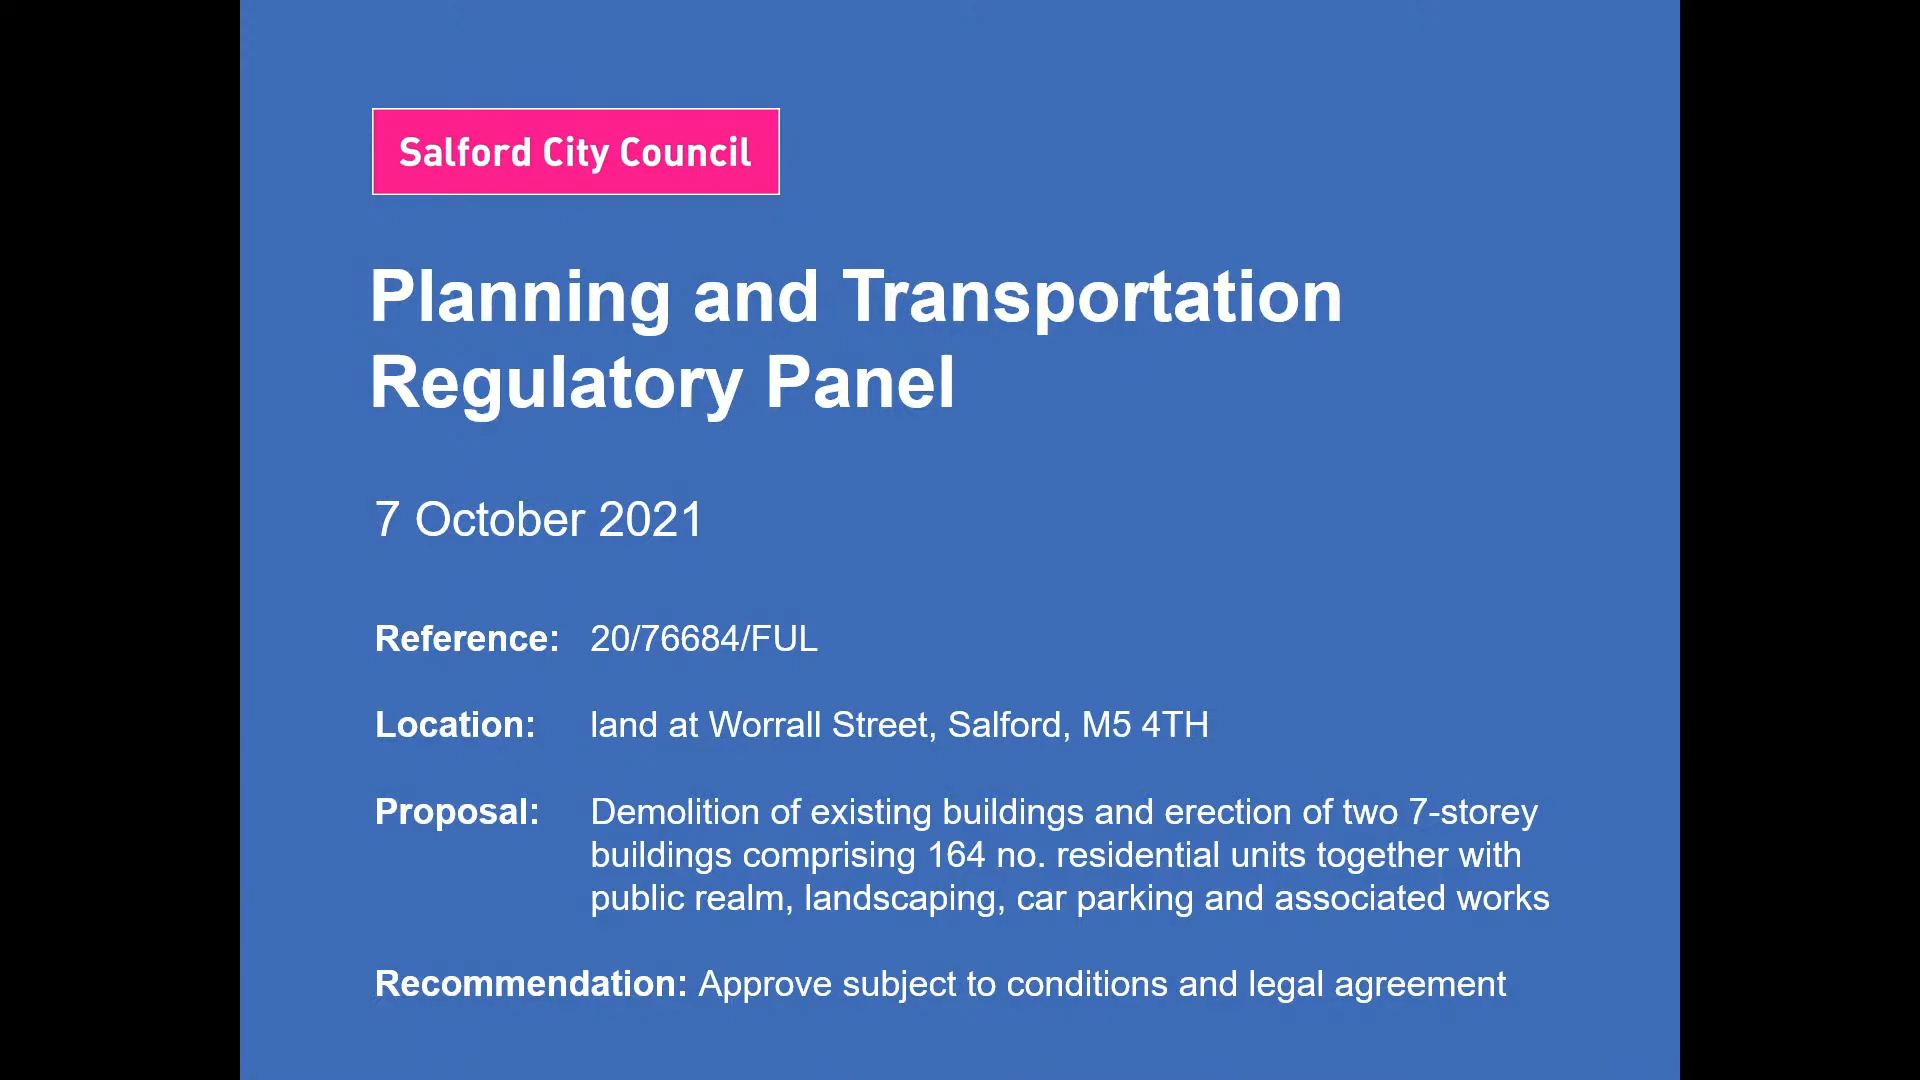 Salford City Council
Planning and Transportation
Regulatory Panel
7 October 2021
Reference: 20/76684/FUL
Location: land at Worrall Street, Salford, M5 4TH
Proposal: Demolition of existing buildings and erection of two 7-storey
buildings comprising 164 no. residential units together with
public realm, landscaping, car parking and associated works
Recommendation: Approve subject to conditions and legal agreement